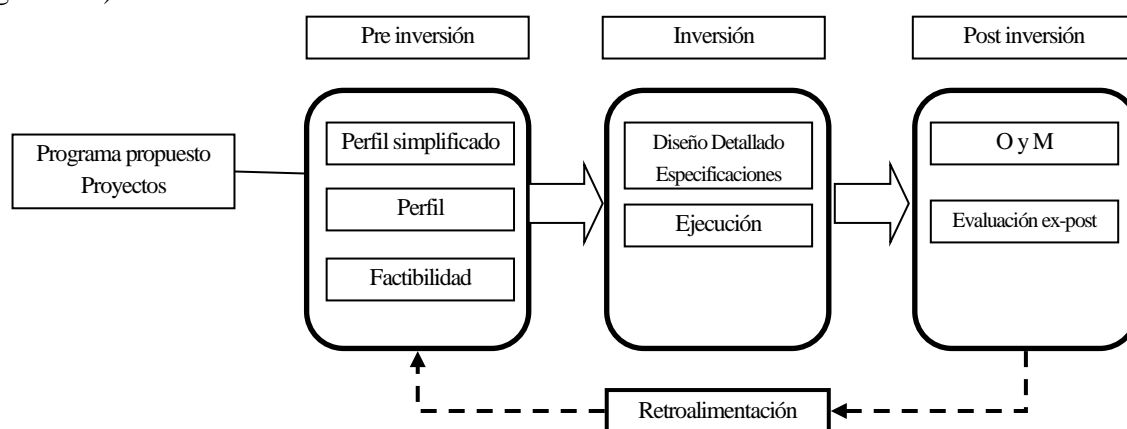 Pre inversión
Inversión
Post inversión
Programa propuesto
Proyectos
Perfil simplificado
Perfil
Factibilidad
Diseño Detallado
Especificaciones
Ejecución
O y M
Evaluación ex-post
Retroalimentación